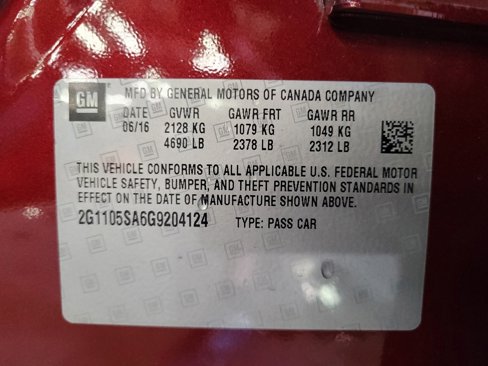 GM
MFD BY GENERAL MOTORS OF CANADA COMPANY
DATE GVWR GAWR FRT GAWR RR
06/16 2128 KG 1079 KG 1049 KG
4690 LB 2378 LB 2312 LB
THIS VEHICLE CONFORMS TO ALL APPLICABLE U.S. FEDERAL MOTOR
VEHICLE SAFETY, BUMPER, AND THEFT PREVENTION STANDARDS IN
EFFECT ON THE DATE OF MANUFACTURE SHOWN ABOVE.
2G1105SA6G9204124 TYPE: PASS CAR